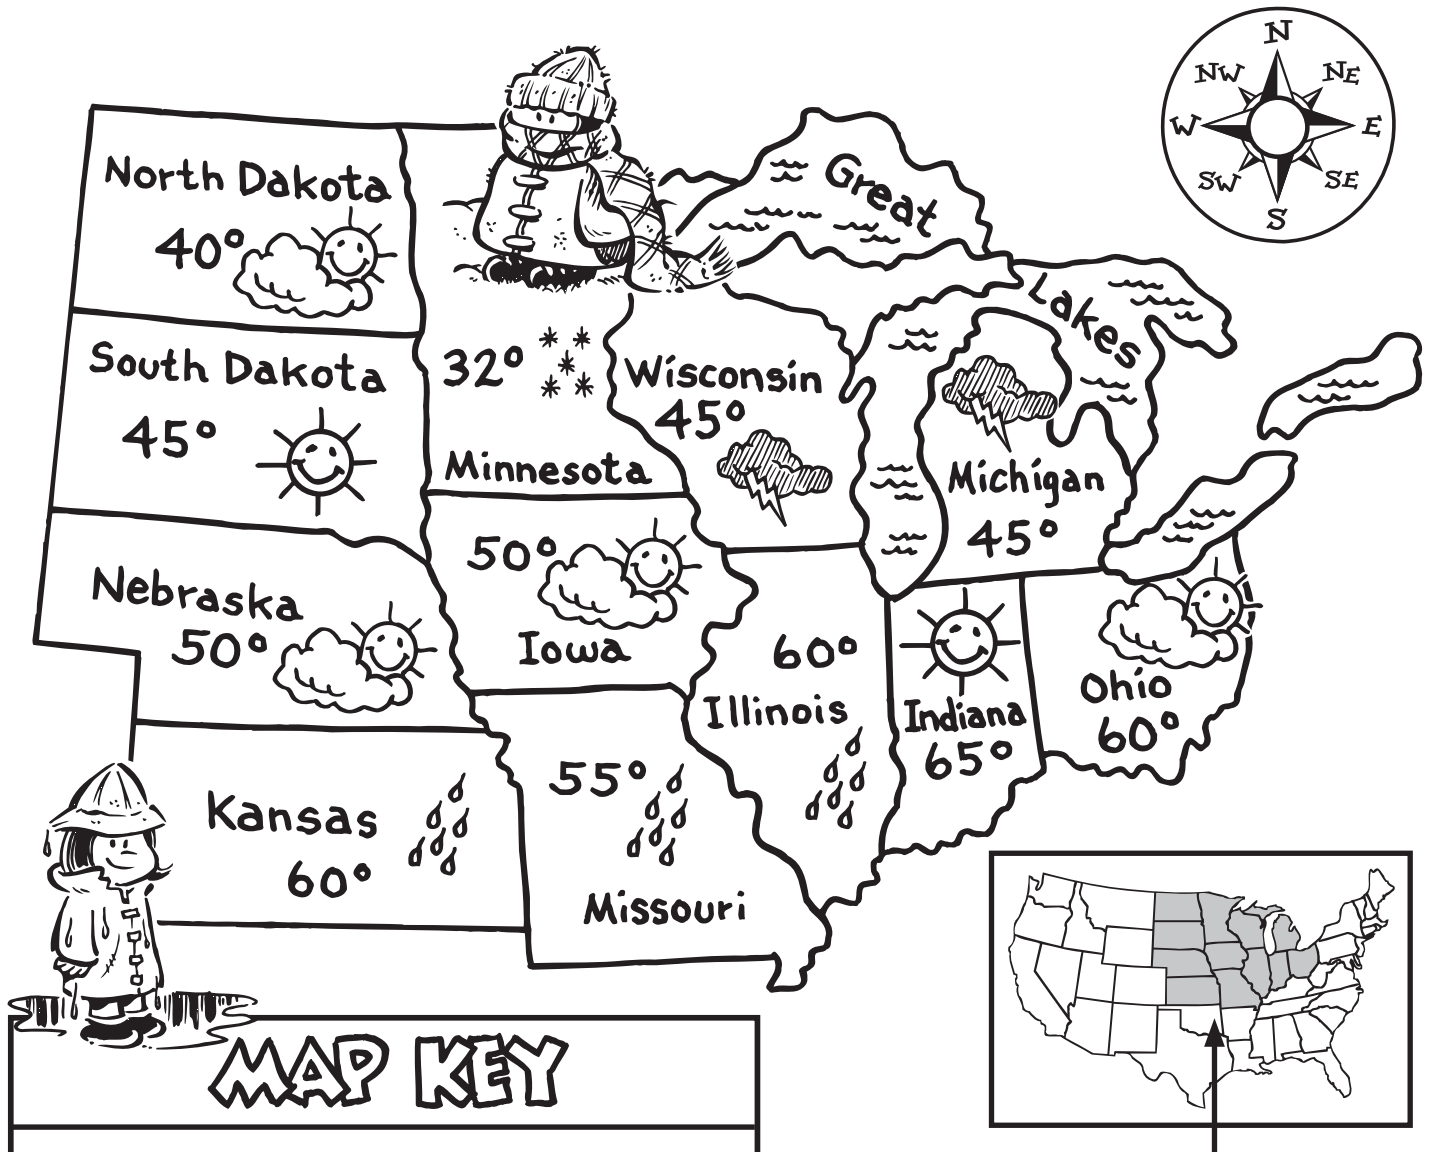 N
NW NE
W E
SW SE
S
North Dakota
40°
Great
Lakes
South Dakota
45°
32°
Minnesota
Wisconsin
45°
Michigan
45°
Nebraska
50°
50°
Iowa
60°
Illinois
Indiana
65°
Ohio
60°
Kansas
60°
55°
Missouri
MAP KEY